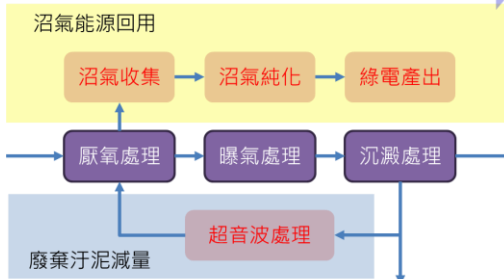 沼氣能源回用
沼氣收集
沼氣純化
綠電產出
厭氧處理
曝氣處理
沉澱處理
超音波處理
廢棄汙泥減量